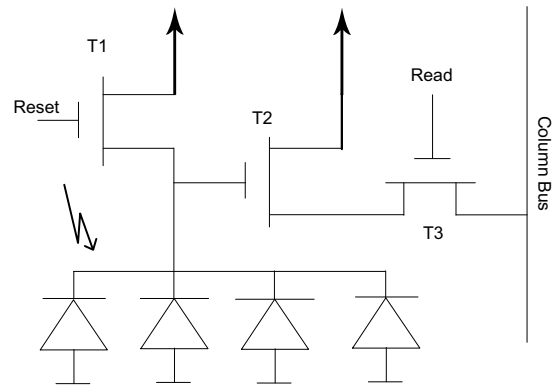 T1
Reset
Read
T2
Column Bus
T3